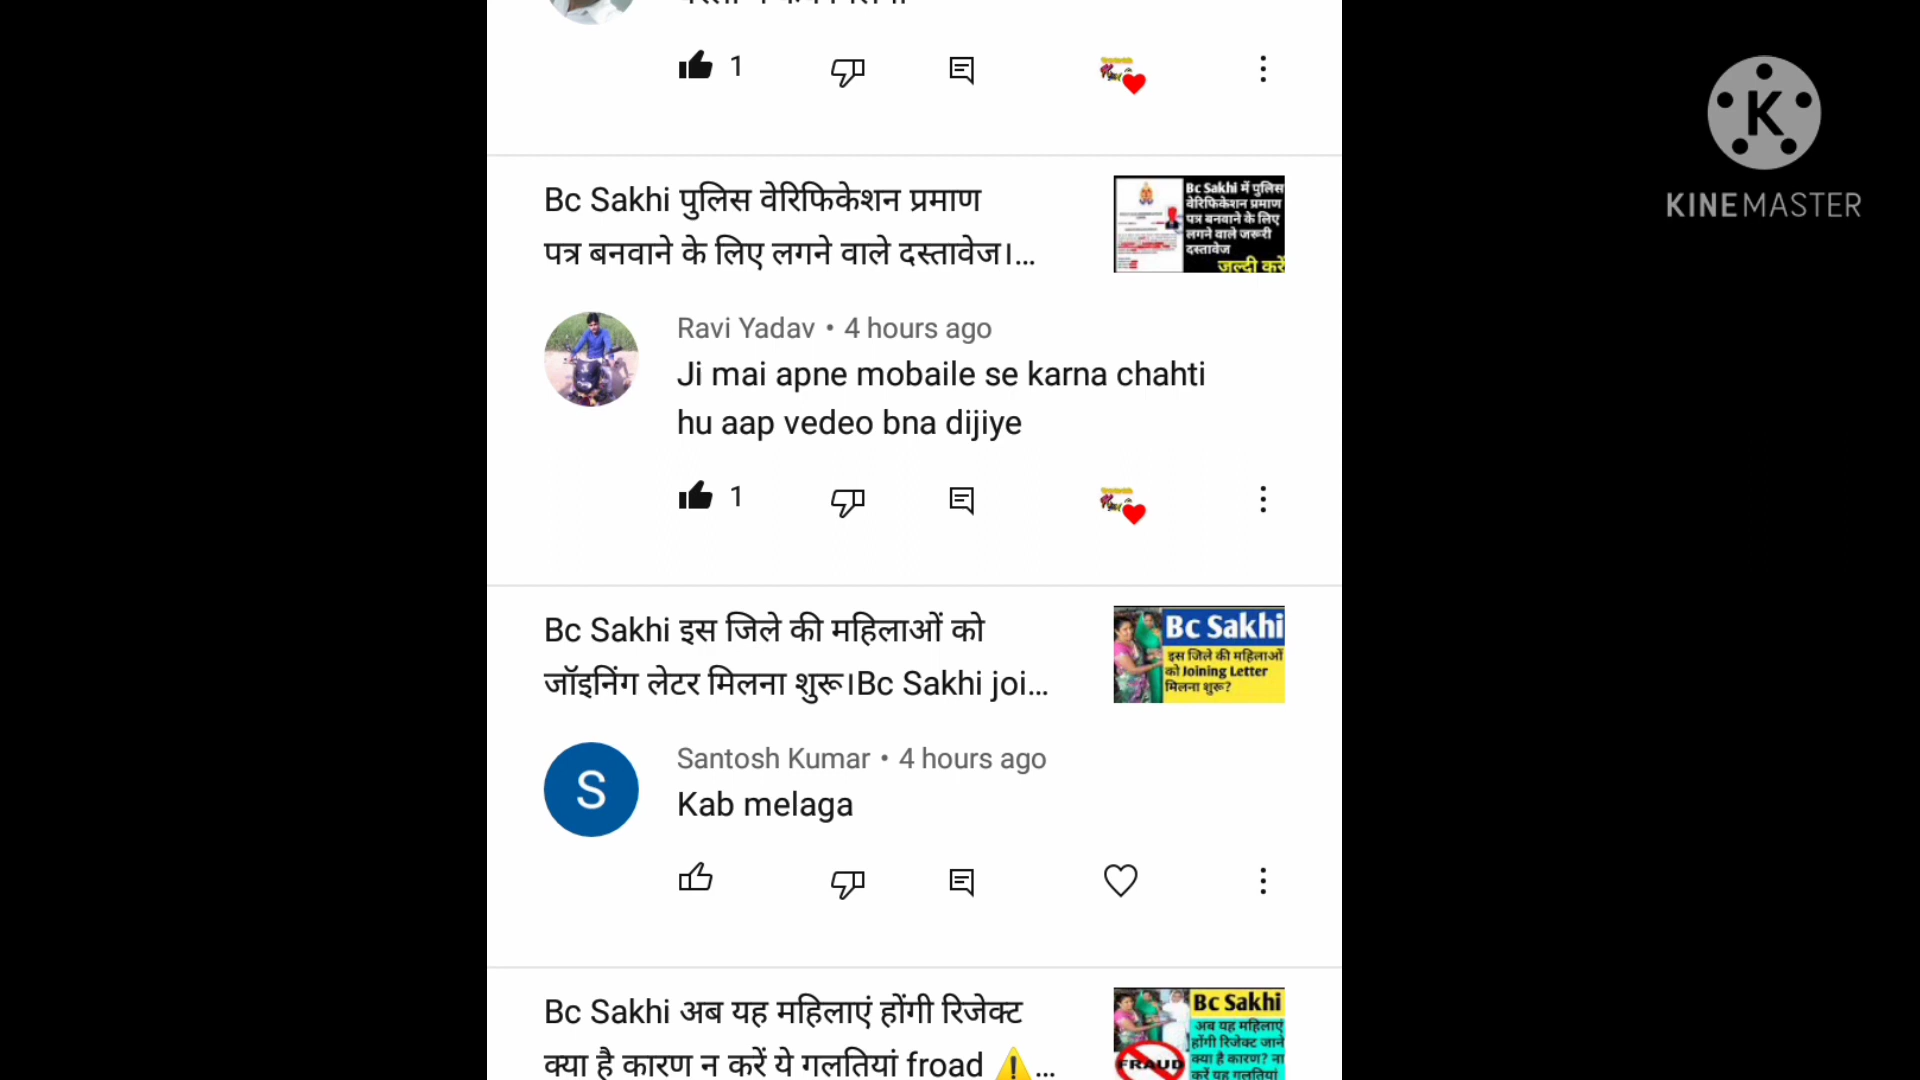 1
Bc Sakhi पुलिस वेरिफिकेशन प्रमाण
पत्र बनवाने के लिए लगने वाले दस्तावेज।...
Bc Sakhi में पुलिस
वेरिफिकेशन प्रमाण
पत्र बनवाने के लिए
लगने वाले जरूरी
दस्तावेज
जल्दी करें
Ravi Yadav • 4 hours ago
Ji mai apne mobaile se karna chahti
hu aap vedeo bna dijiye
1
Bc Sakhi इस जिले की महिलाओं को
जॉइनिंग लेटर मिलना शुरू।Bc Sakhi joi...
Bc Sakhi
इस जिले की महिलाओं
को Joining Letter
मिलना शुरू?
S
Santosh Kumar • 4 hours ago
Kab melaga
Bc Sakhi अब यह महिलाएं होंगी रिजेक्ट
क्या है कारण न करें ये गलतियां froad ⚠️...
Bc Sakhi
अब यह महिलाएं
होंगी रिजेक्ट जाने
क्या है कारण? ना
करें यह गलतियां
FRAUD
K
KINEMASTER